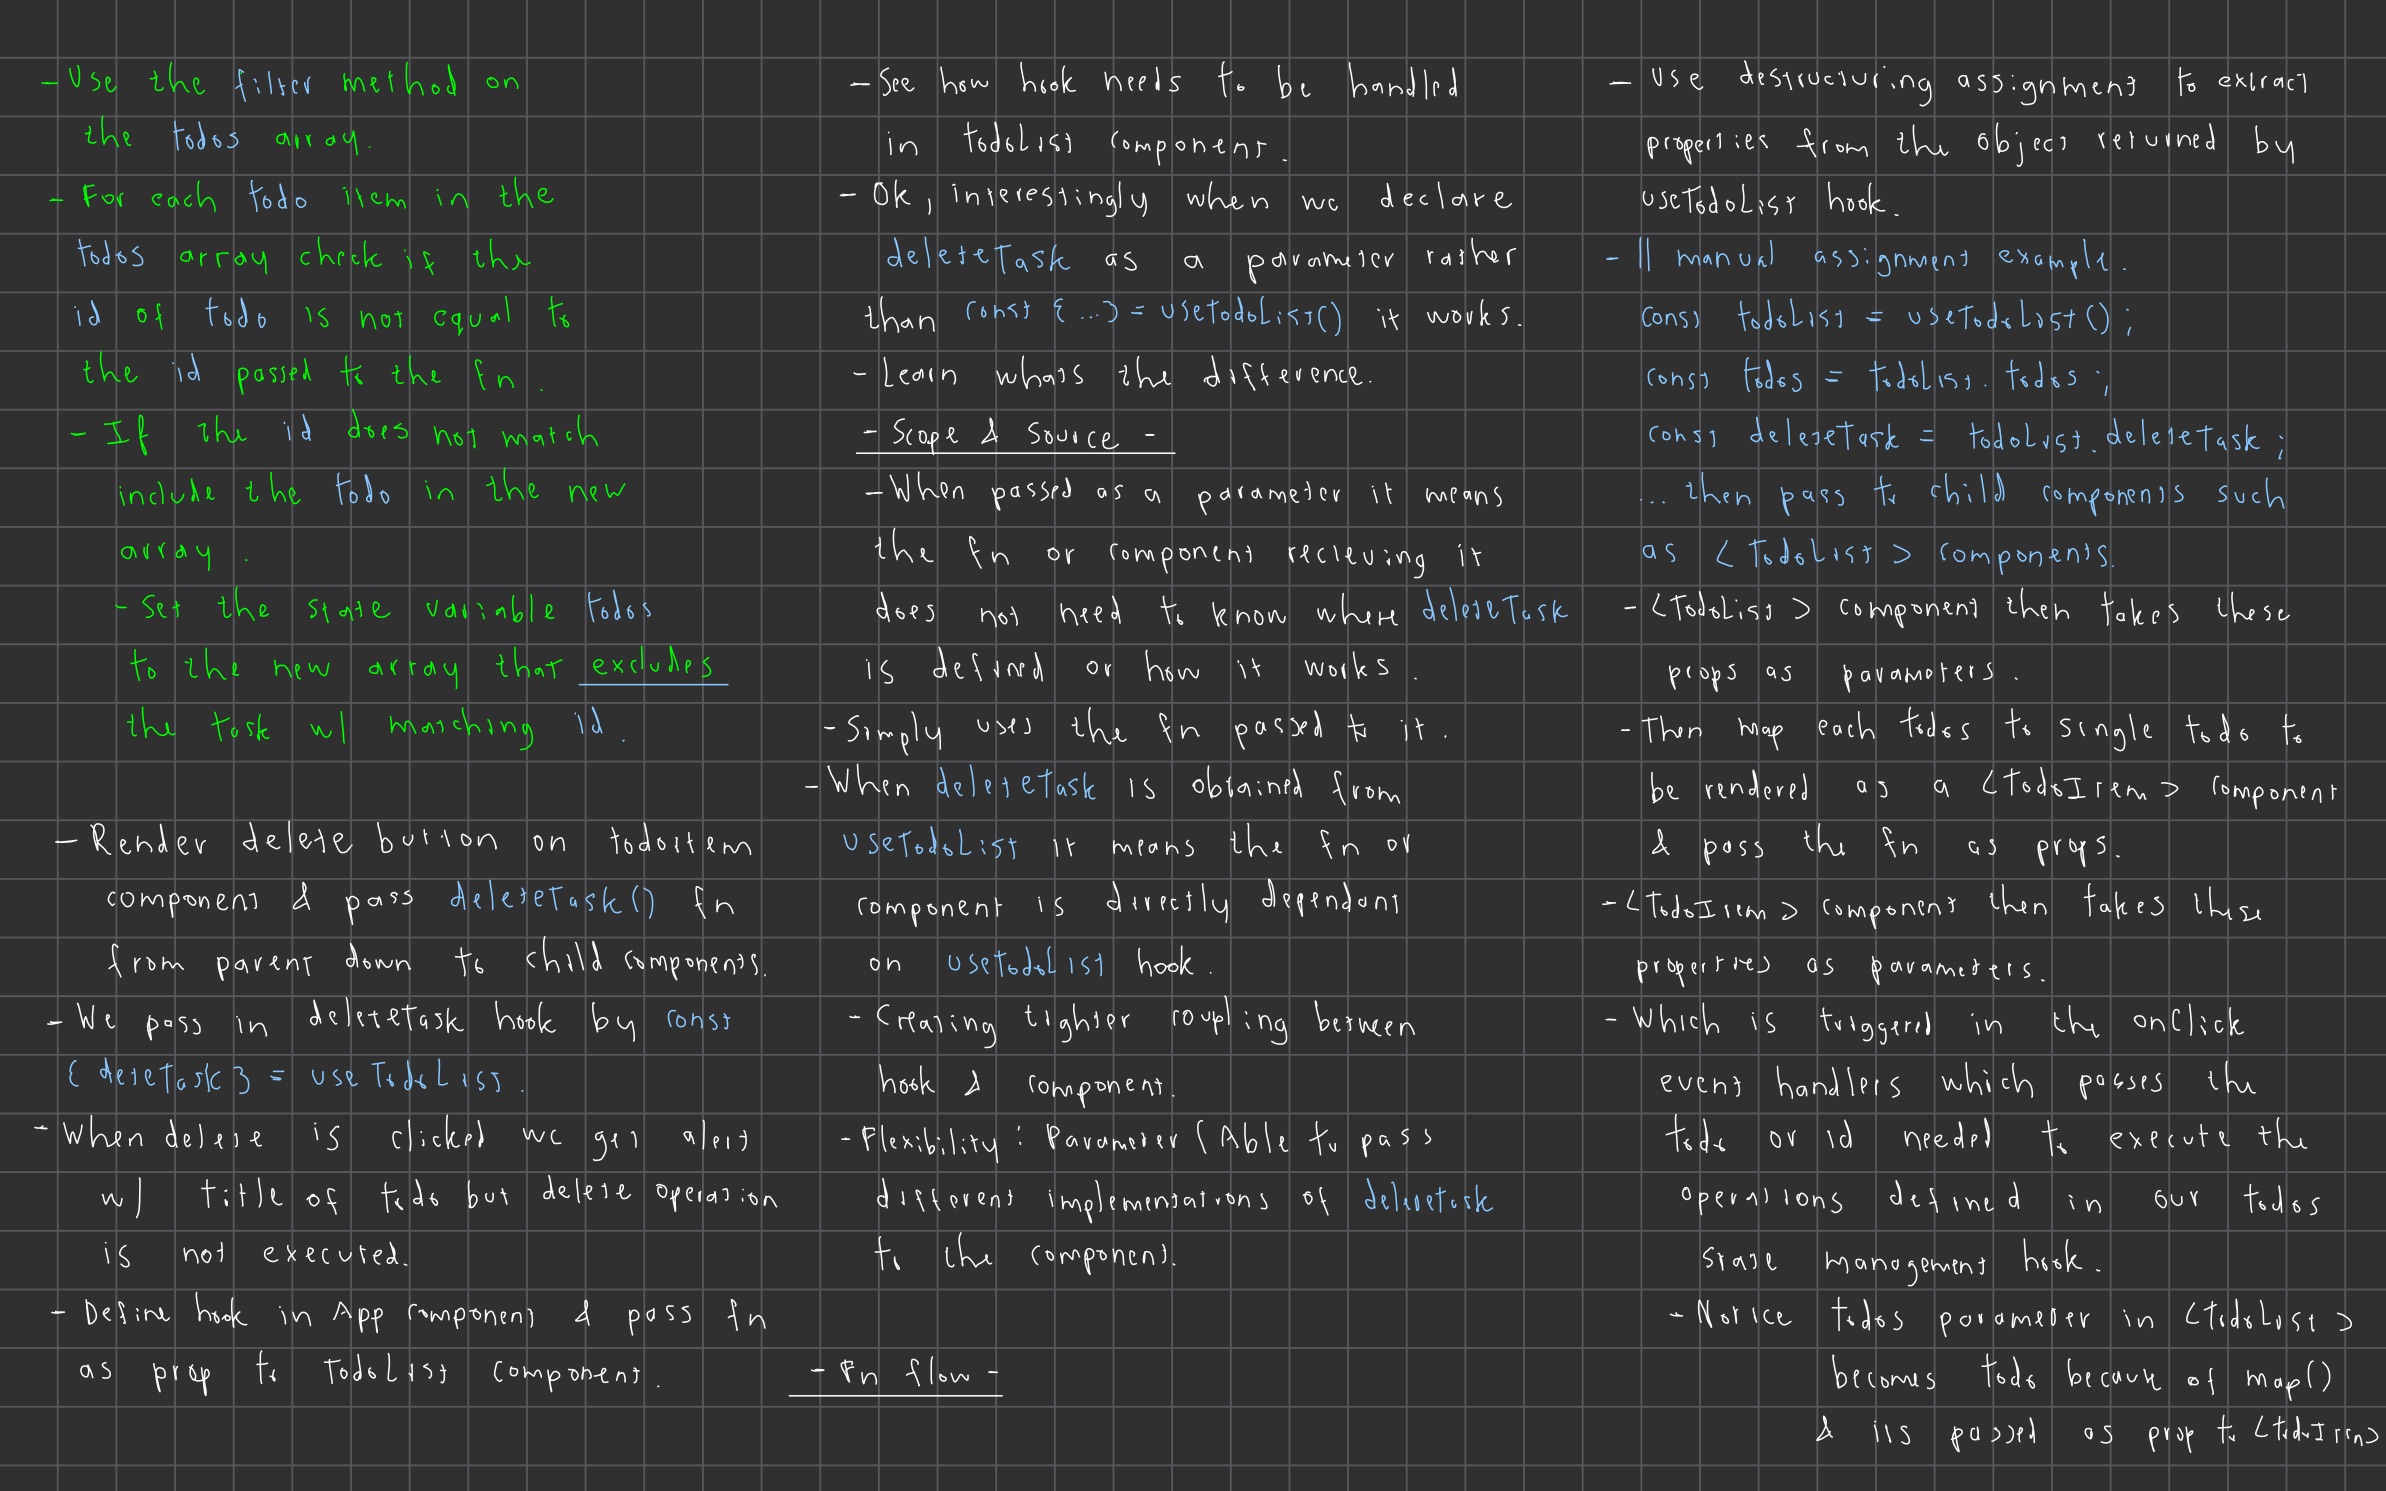 - Use the filter method on
the todos array.
- For each todo item in the
todos array check if the
id of todo is not equal to
the id passed to the fn.
- If the id does not match
include the todo in the new
array.
- Set the state variable todos
to the new array that excludes
the task w/ matching id.
- Render delete button on todoitem
component & pass deleteTask() fn
from parent down to child components.
- We pass in deleteTask hook by const
{ deteTask } = use TodoList.
- When delete is clicked we get alert
w/ title of todo but delete operation
is not executed.
- Define hook in App component & pass fn
as prop to TodoList component.
- See how hook needs to be handled
in todoList component.
- Ok, interestingly when we declare
deleteTask as a parameter rather
than const {...} = useTodoList() it works.
- Learn whats the difference.
- Scope & Source -
- When passed as a parameter it means
the fn or component recieving it
does not need to know where deleteTask
is defined or how it works.
- Simply uses the fn passed to it.
- When deleteTask is obtained from
useTodoList it means the fn or
component is directly dependant
on useTodoList hook.
- Creating tighter coupling between
hook & component.
- Flexibility: Parameter (Able to pass
different implementations of deletetask
to the component.
- Fn flow -
- Use destructuring assignment to extract
properties from the object returned by
useTodoList hook.
- || manual assignment example.
const todoList = useTodoList();
const todos = todoList.todos;
const deleteTask = todoList.deleteTask;
... then pass to child components such
as <TodoList> components.
- <TodoList> component then takes these
props as parameters.
- Then map each todos to single todo to
be rendered as a <TodoItem> component
& pass the fn as props.
- <TodoItem> component then takes these
properties as parameters.
- Which is triggered in the onClick
event handlers which passes the
todo or id needed to execute the
operations defined in our todos
state management hook.
- Notice todos parameter in <TodoList>
becomes todo because of map()
& its passed as prop to <TodoItem>